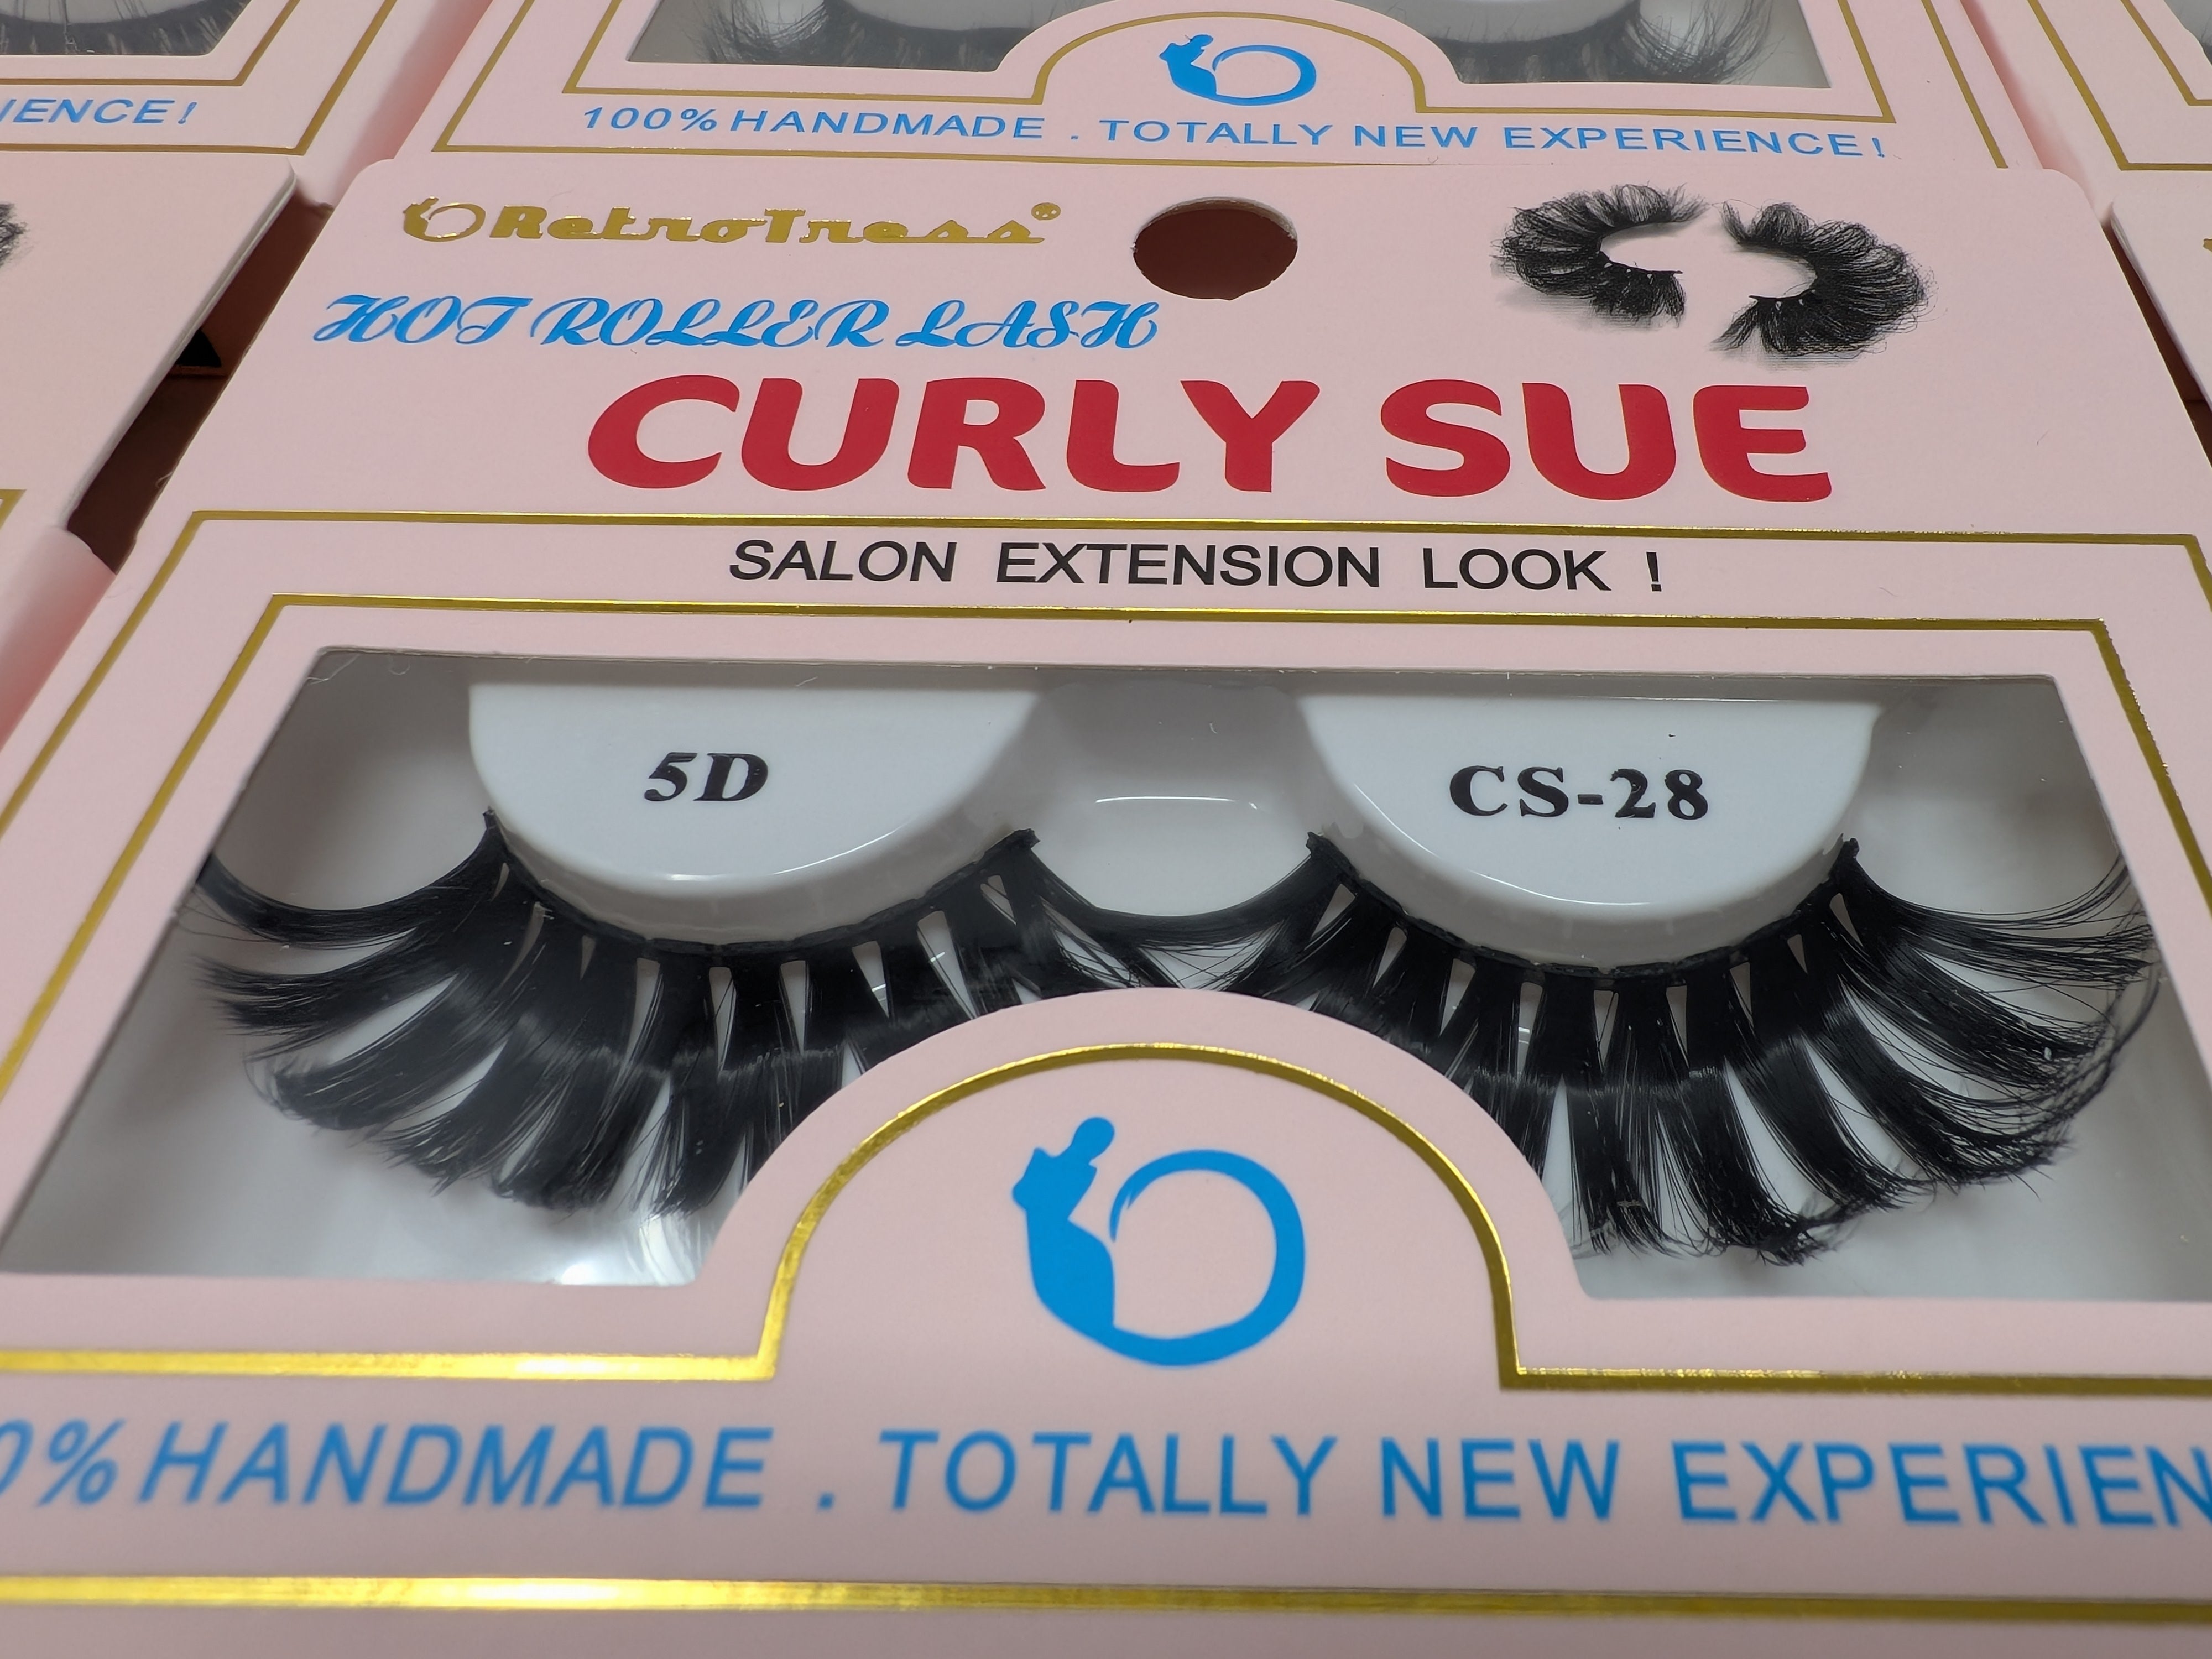 IENCE!
100% HANDMADE . TOTALLY NEW EXPERIENCE!
RetroTress®
HOT ROLLER LASH
CURLY SUE
SALON EXTENSION LOOK !
5D
CS-28
0% HANDMADE . TOTALLY NEW EXPERIEN